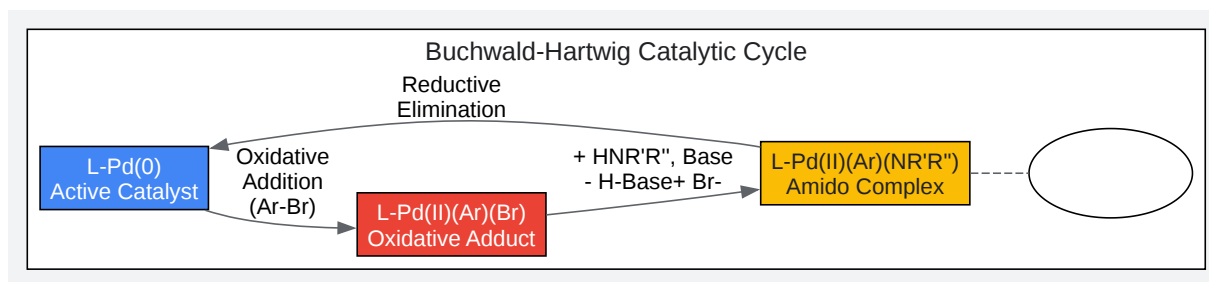 Buchwald-Hartwig Catalytic Cycle
Reductive
Elimination
L-Pd(0)
Active Catalyst
Oxidative
Addition
(Ar-Br)
L-Pd(II)(Ar)(Br)
Oxidative Adduct
+ HNR'R", Base
- H-Base+ Br-
L-Pd(II)(Ar)(NR'R")
Amido Complex